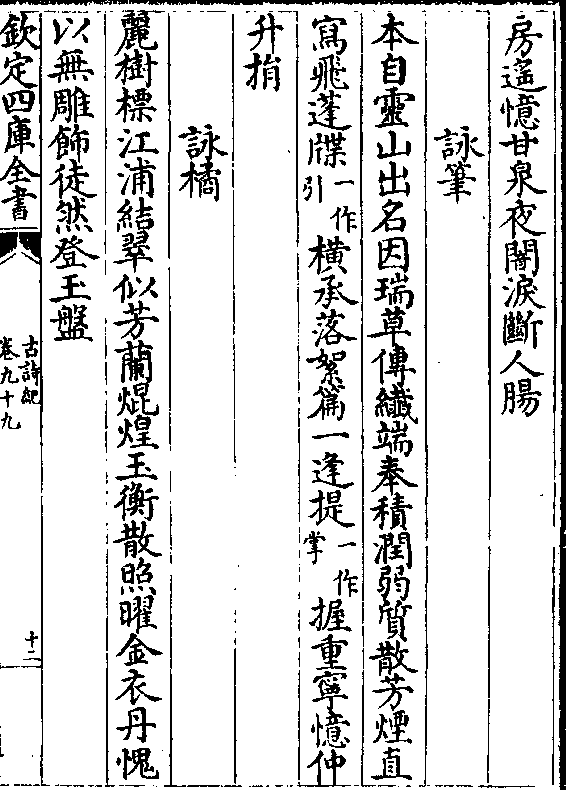 房遙憶甘泉夜闇淚斷人腸
詠筆
本自靈山出名因瑞草傳纖端奉積潤弱質散芳煙直
寫飛蓬牒一作引橫承落絮篇一逢提一作掌握重寧憶仲
升捐
詠橘
麗樹標江浦結翠似芳蘭焜煌玉衡散照曜金衣丹愧
以無雕飾徒然登玉盤
欽定四庫全書
古詩紀
卷九十九
十二